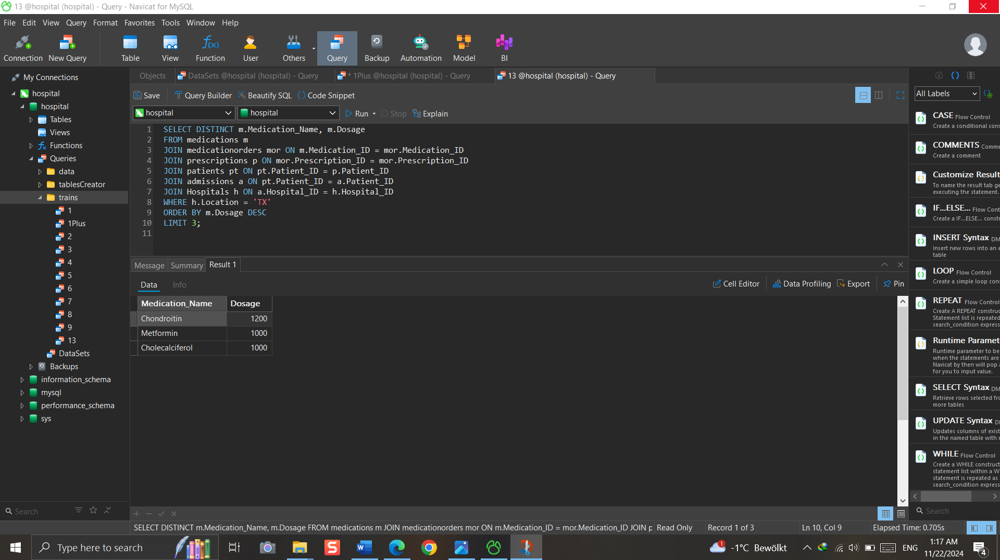 13 @hospital (hospital) - Query - Navicat for MySQL
File Edit View Query Format Favorites Tools Window Help
Connection New Query Table View Function User Others Query Backup Automation Model BI
My Connections
hospital
hospital
Tables
Views
Functions
Queries
data
tablesCreator
trains
1
1Plus
2
3
4
5
6
7
8
9
13
DataSets
Backups
information_schema
mysql
performance_schema
sys
Search
Objects DataSets @hospital (hospital) - Query * 1Plus @hospital (hospital) - Query 13 @hospital (hospital) - Query
Save Query Builder Beautify SQL Code Snippet
hospital hospital Run Stop Explain
1 SELECT DISTINCT m.Medication_Name, m.Dosage
2 FROM medications m
3 JOIN medicationorders mor ON m.Medication_ID = mor.Medication_ID
4 JOIN prescriptions p ON mor.Prescription_ID = mor.Prescription_ID
5 JOIN patients pt ON pt.Patient_ID = p.Patient_ID
6 JOIN admissions a ON pt.Patient_ID = a.Patient_ID
7 JOIN Hospitals h ON a.Hospital_ID = h.Hospital_ID
8 WHERE h.Location = 'TX'
9 ORDER BY m.Dosage DESC
10 LIMIT 3;
11
Message Summary Result 1
Data Info Cell Editor Data Profiling Export Pin
Medication_Name Dosage
Chondroitin 1200
Metformin 1000
Cholecalciferol 1000
SELECT DISTINCT m.Medication_Name, m.Dosage FROM medications m JOIN medicationorders mor ON m.Medication_ID = mor.Medication_ID JOIN p Read Only Record 1 of 3 Ln 10, Col 9 Elapsed Time: 0.705s
All Labels
CASE Flow Control
Create a conditional cons
COMMENTS Comme
Create a comment
Customize Result
To name the result tab ge
executing the statement.
IF...ELSE... Flow Cont
Create a IF...ELSE... constr
INSERT Syntax DM
Insert new rows into an e
table
LOOP Flow Control
Create a simple loop cons
REPEAT Flow Control
Create A REPEAT construc
Statement list is repeated
search_condition express
Runtime Paramet
Runtime parameter to be
when the statements are
Navicat by then will pop a
for you to input value.
SELECT Syntax DM
Retrieve rows selected fro
more tables
UPDATE Syntax D
Updates columns of exist
in the named table with n
WHILE Flow Control
Create a WHILE construct
statement list within a W
statement is repeated as
search_condition express
Search
Type here to search
1 -1°C Bewölkt ENG 1:17 AM
11/22/2024 4